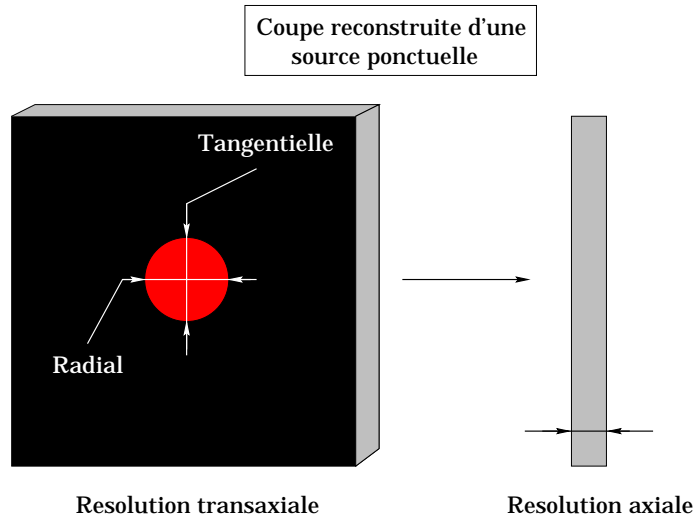 Coupe reconstruite d'une
source ponctuelle
Tangentielle
Radial
Resolution transaxiale
Resolution axiale